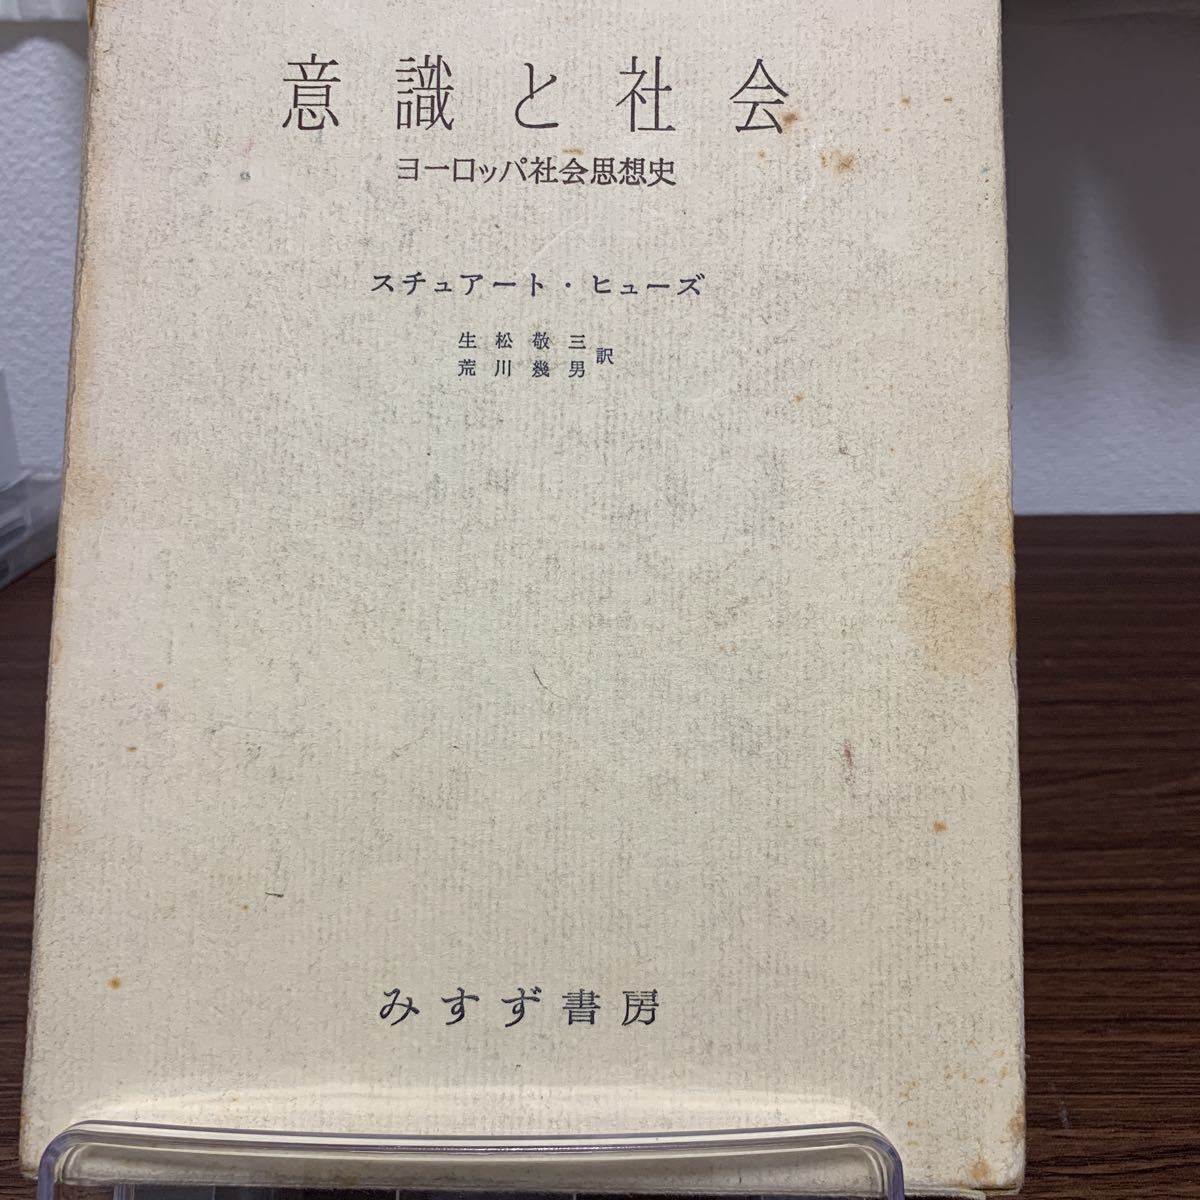 意識と社会
ヨーロッパ社会思想史
スチュアート・ヒューズ
生松敬三
荒川幾男
訳
みすず書房